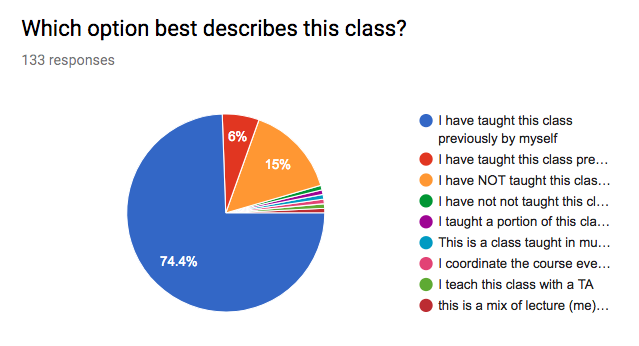 Which option best describes this class?
133 responses
6%
15%
74.4%
I have taught this class
previously by myself
I have taught this class pre…
I have NOT taught this clas…
I have not not taught this cl…
I taught a portion of this cla…
This is a class taught in mu…
I coordinate the course eve…
I teach this class with a TA
this is a mix of lecture (me)…